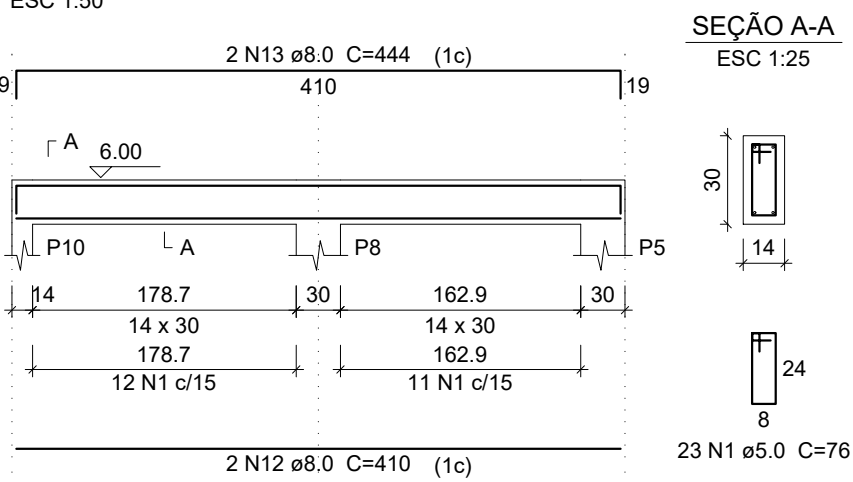 ESC 1:50
SEÇÃO A-A
ESC 1:25
2 N13 ø8.0 C=444 (1c)
9 410 19
A 6.00
30
14
P10 A P8 P5
14 178.7 30 162.9 30
14 x 30 14 x 30
178.7 162.9
12 N1 c/15 11 N1 c/15
24
8
23 N1 ø5.0 C=76
2 N12 ø8.0 C=410 (1c)